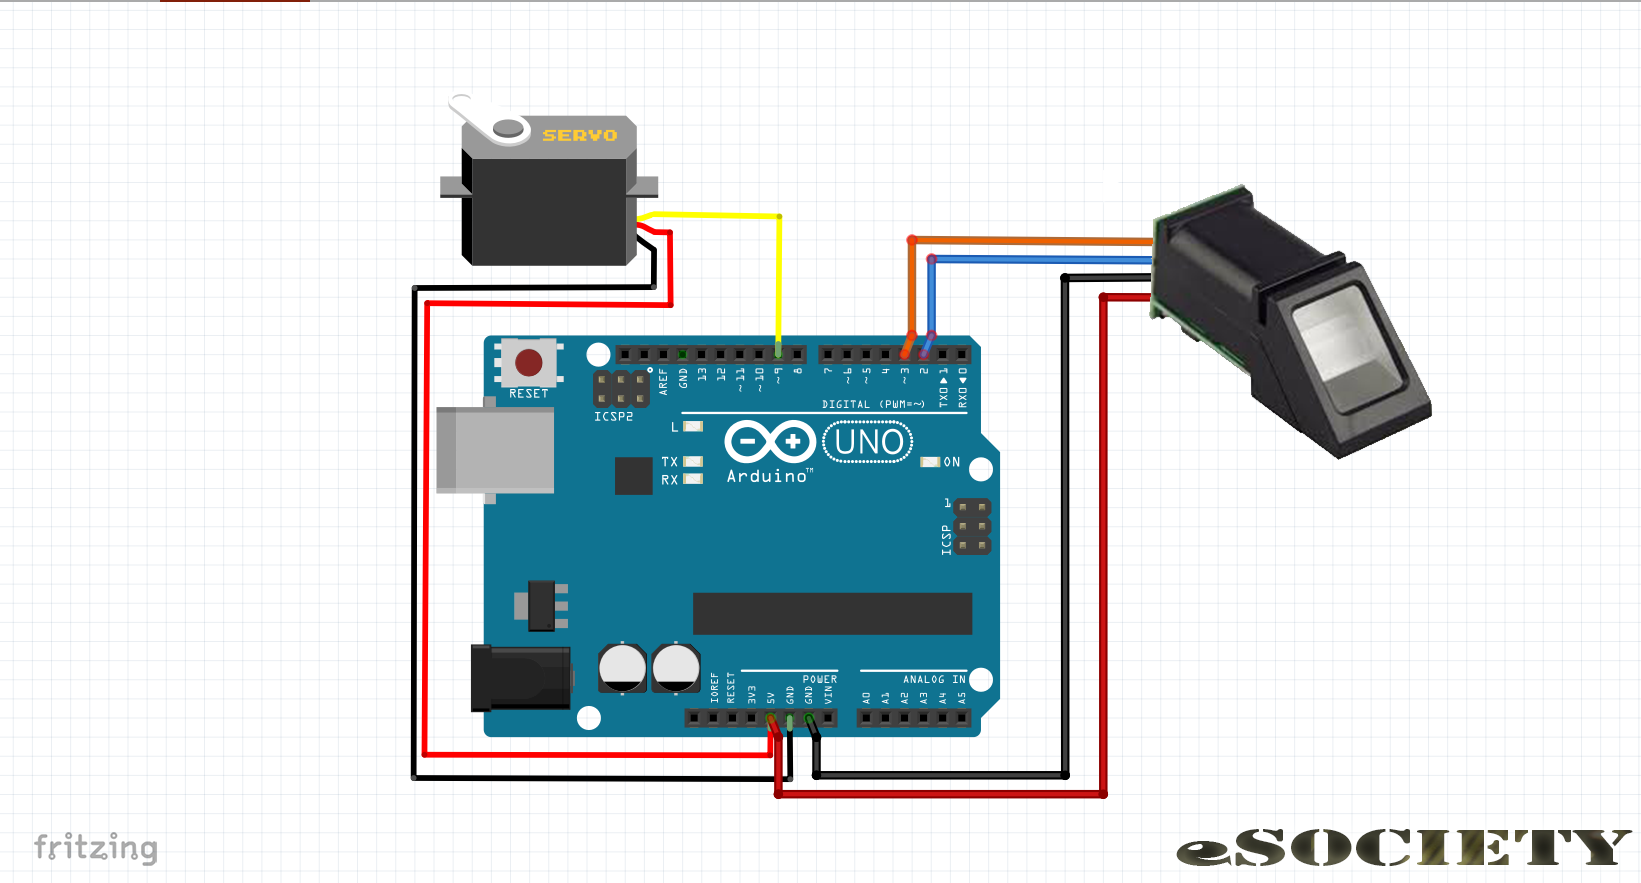 SERVO
RESET
ICSP2
AREF
GND
13
12
~11
~10
~9
8
7
~6
~5
4
~3
2
TX0▶1
RX0◀0
DIGITAL (PWM=~)
L
TX
RX
Arduino™
UNO
ON
1
ICSP
IOREF
RESET
3V3
5V
GND
GND
VIN
POWER
ANALOG IN
A0
A1
A2
A3
A4
A5
fritzing
eSOCIETY